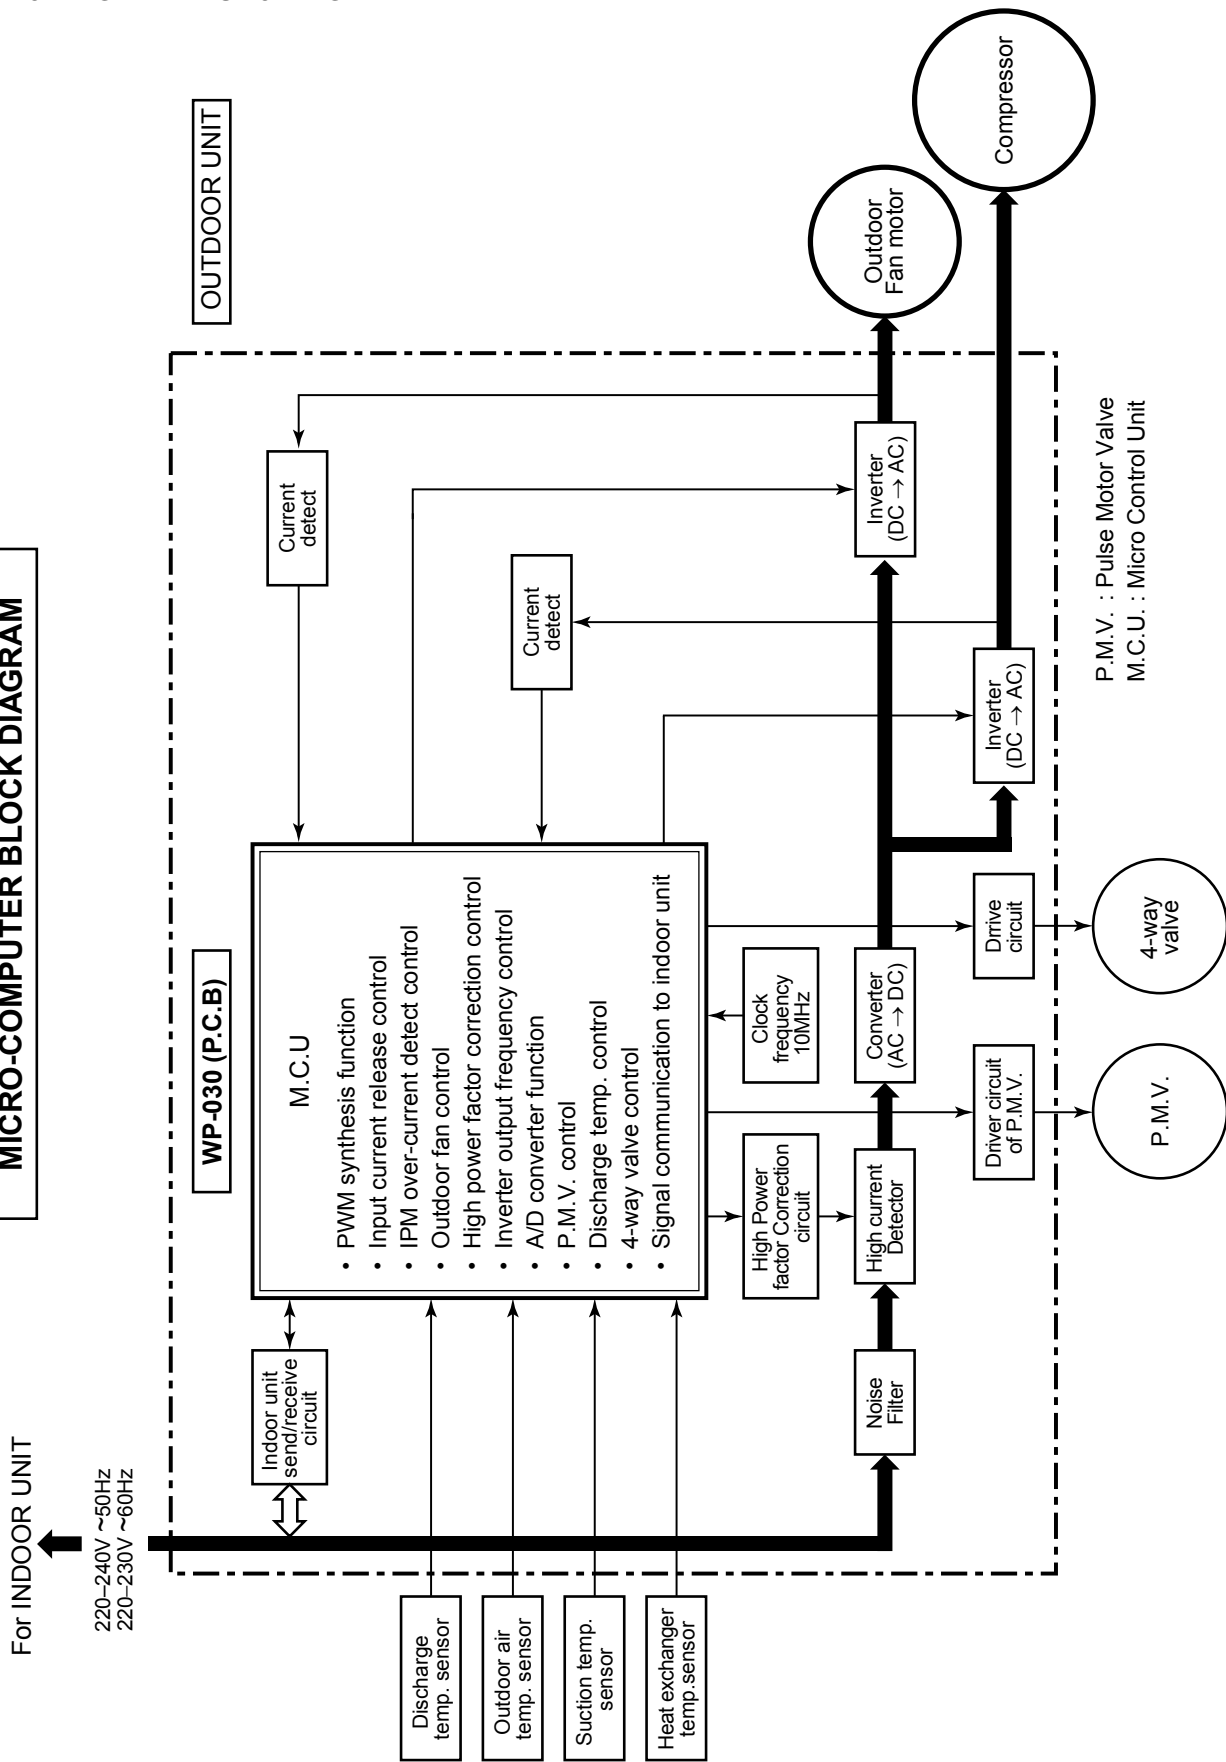 MICRO-COMPUTER BLOCK DIAGRAM
For INDOOR UNIT
220–240V ~50Hz
220–230V ~60Hz
WP-030 (P.C.B)
OUTDOOR UNIT
Indoor unit
send/receive
circuit
M.C.U
• PWM synthesis function
• Input current release control
• IPM over-current detect control
• Outdoor fan control
• High power factor correction control
• Inverter output frequency control
• A/D converter function
• P.M.V. control
• Discharge temp. control
• 4-way valve control
• Signal communication to indoor unit
Current
detect
Current
detect
Discharge
temp. sensor
Outdoor air
temp. sensor
Suction temp.
sensor
Heat exchanger
temp.sensor
High Power
factor Correction
circuit
Clock
frequency
10MHz
Noise
Filter
High current
Detector
Converter
(AC → DC)
Inverter
(DC → AC)
Outdoor
Fan motor
Driver circuit
of P.M.V.
Drrive
circuit
Inverter
(DC → AC)
Compressor
P.M.V.
4-way
valve
P.M.V. : Pulse Motor Valve
M.C.U. : Micro Control Unit